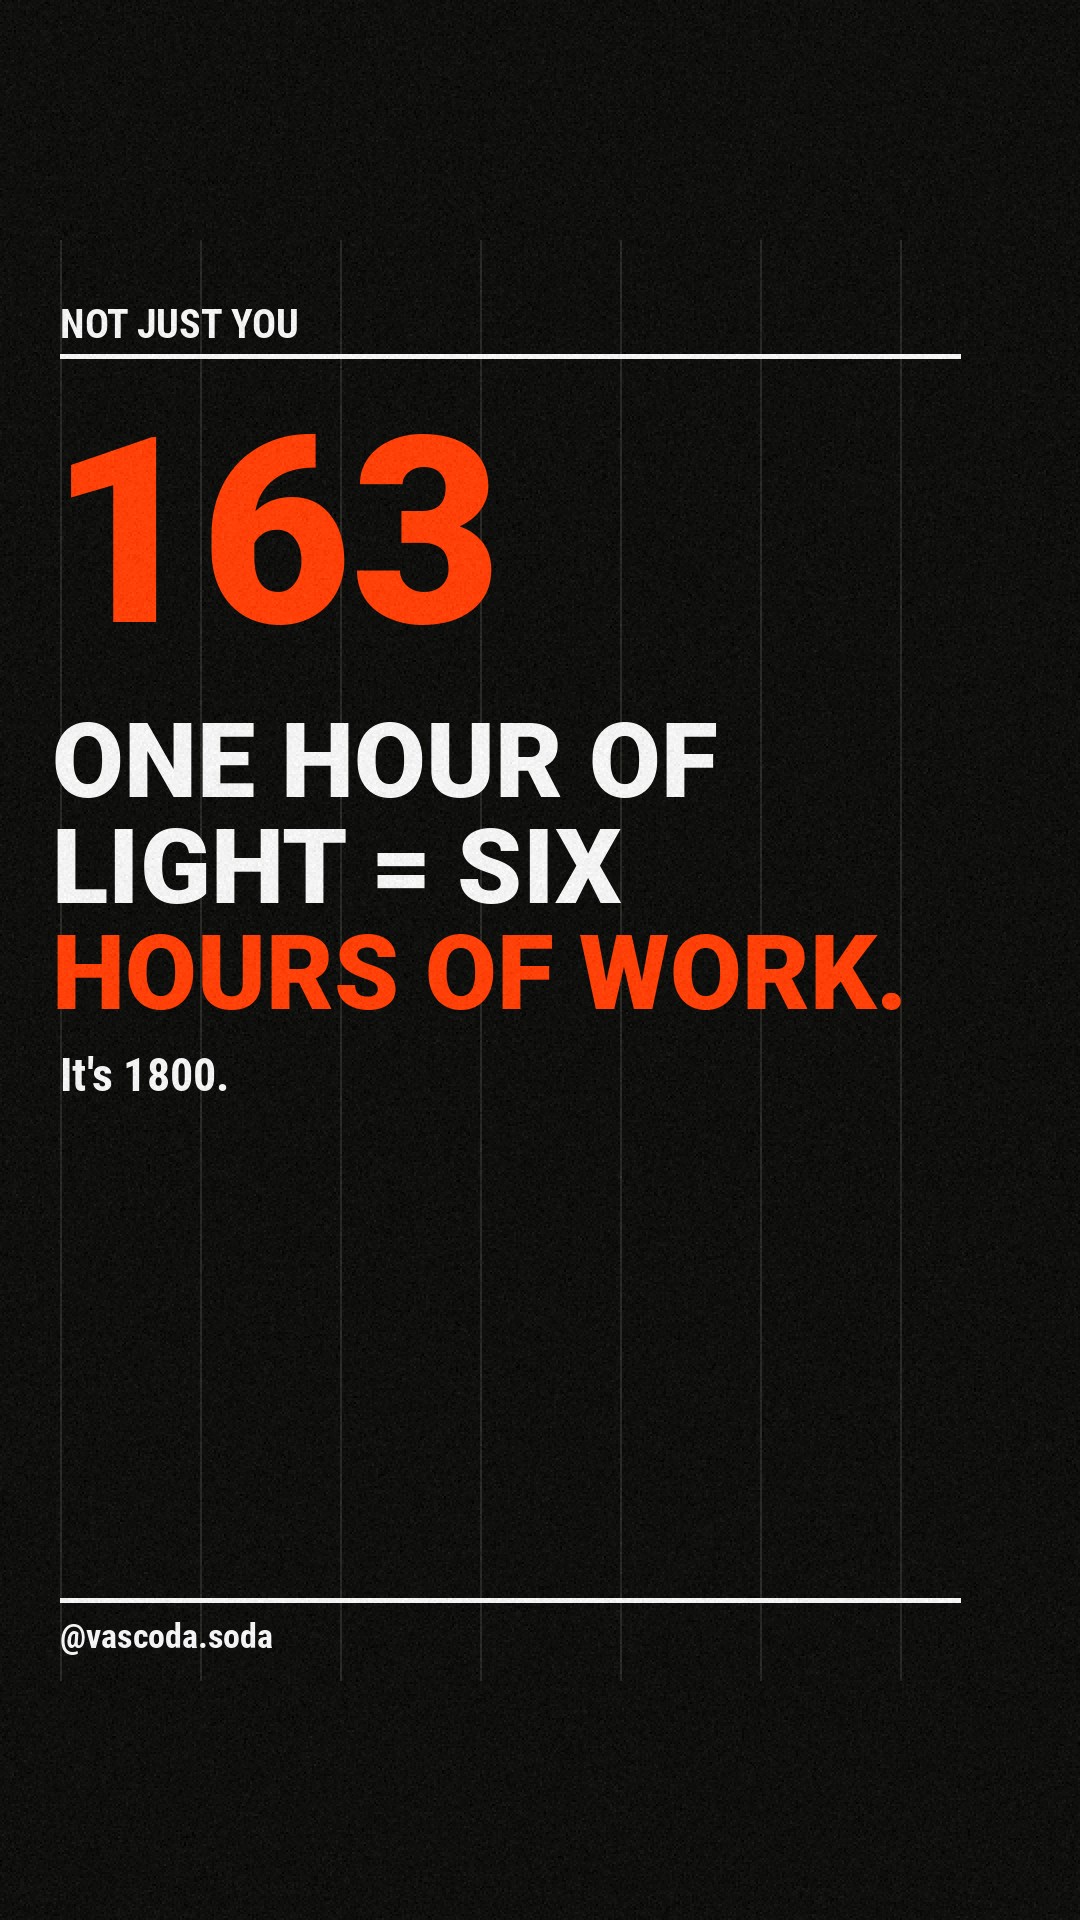 NOT JUST YOU
163
ONE HOUR OF
LIGHT = SIX
HOURS OF WORK.
It's 1800.
@vascoda.soda